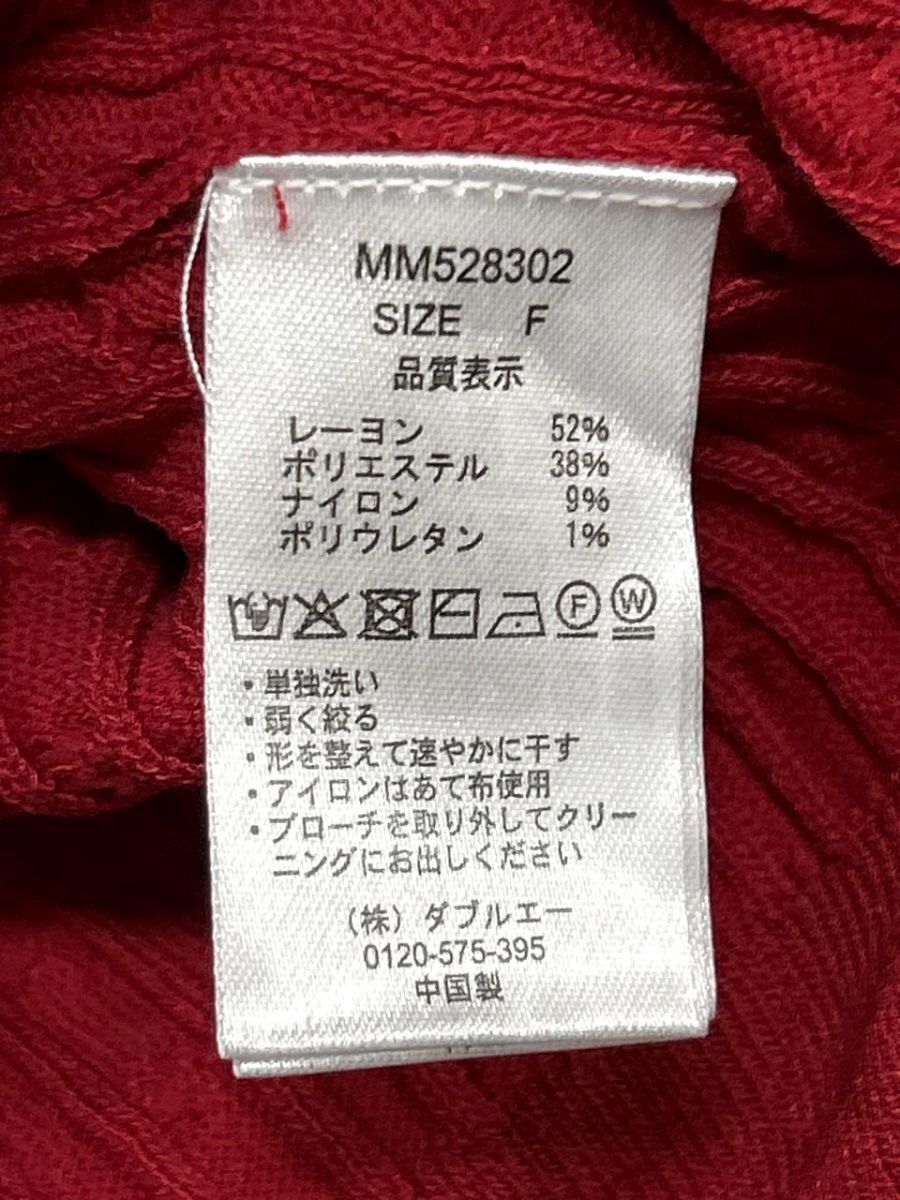 MM528302
SIZE F
品質表示
レーヨン 52%
ポリエステル 38%
ナイロン 9%
ポリウレタン 1%
F W
・単独洗い
・弱く絞る
・形を整えて速やかに干す
・アイロンはあて布使用
・ブローチを取り外してクリー
ニングにお出しください
（株）ダブルエー
0120-575-395
中国製